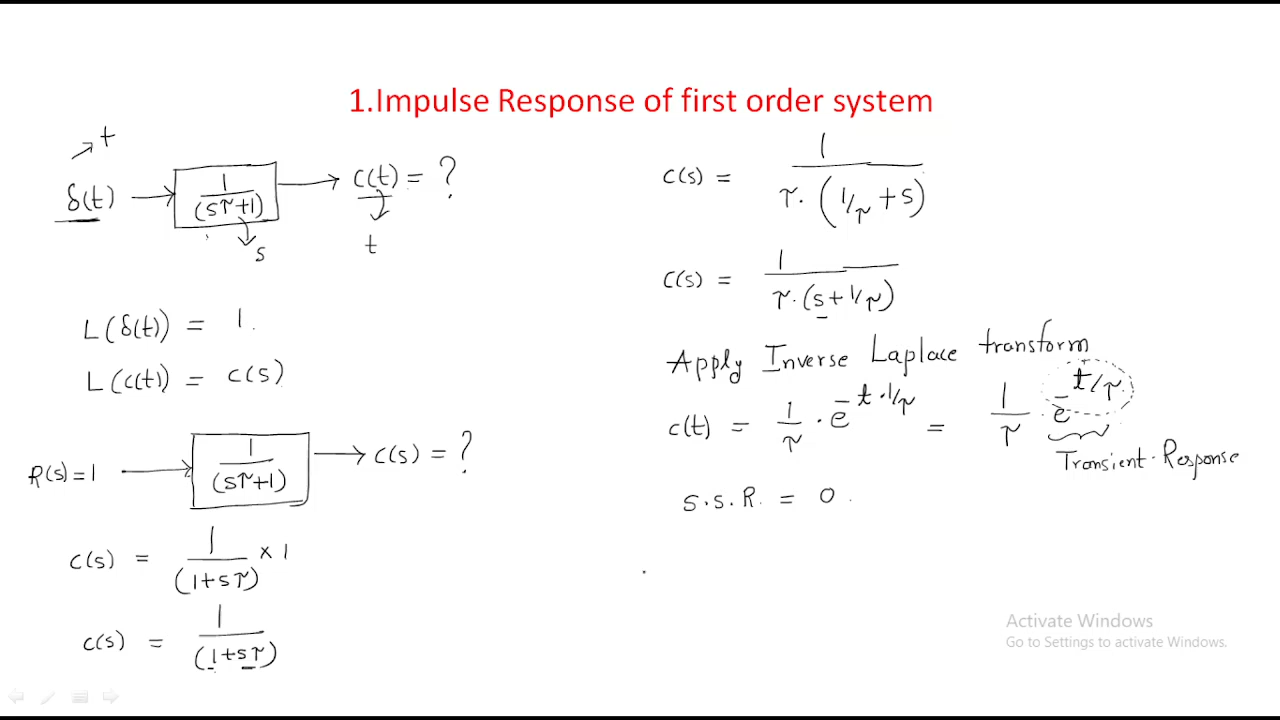 1.Impulse Response of first order system
t
δ(t) → 1/(sτ+1) → c(t) = ?
s
t
L(δ(t)) = 1.
L(c(t)) = c(s)
R(s)=1 → 1/(sτ+1) → c(s) = ?
c(s) = 1/(1+sτ) × 1
c(s) = 1/(1+sτ)
c(s) = 1/(τ·(1/τ + s))
c(s) = 1/(τ·(s+1/τ))
Apply Inverse Laplace transform
c(t) = 1/τ · e^(-t·1/τ) = 1/τ · e^(-t/τ)
Transient Response
S.S.R. = 0.
Activate Windows
Go to Settings to activate Windows.